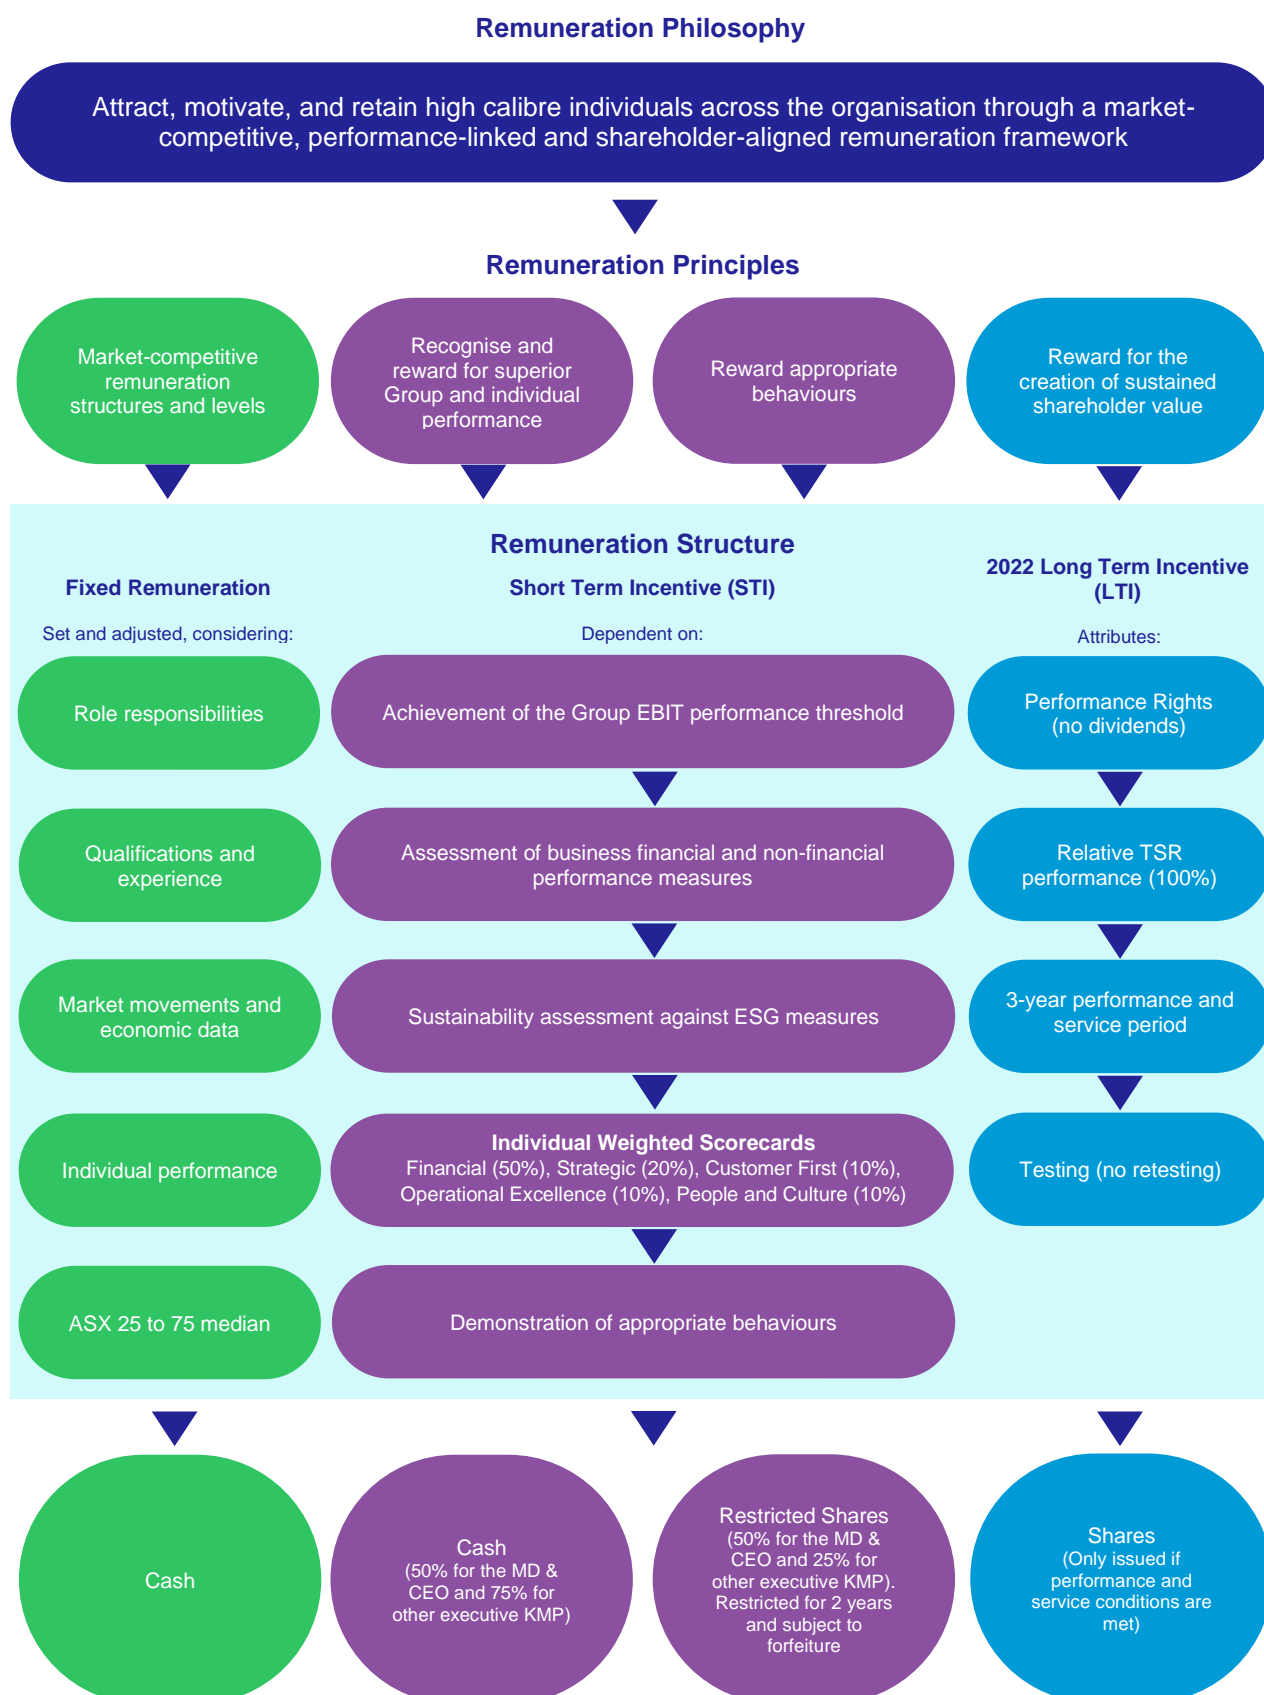 Remuneration Philosophy
Attract, motivate, and retain high calibre individuals across the organisation through a market-
competitive, performance-linked and shareholder-aligned remuneration framework
Remuneration Principles
Market-competitive
remuneration
structures and levels
Recognise and
reward for superior
Group and individual
performance
Reward appropriate
behaviours
Reward for the
creation of sustained
shareholder value
Remuneration Structure
Fixed Remuneration
Set and adjusted, considering:
Role responsibilities
Qualifications and
experience
Market movements and
economic data
Individual performance
ASX 25 to 75 median
Short Term Incentive (STI)
Dependent on:
Achievement of the Group EBIT performance threshold
Assessment of business financial and non-financial
performance measures
Sustainability assessment against ESG measures
Individual Weighted Scorecards
Financial (50%), Strategic (20%), Customer First (10%),
Operational Excellence (10%), People and Culture (10%)
Demonstration of appropriate behaviours
2022 Long Term Incentive
(LTI)
Attributes:
Performance Rights
(no dividends)
Relative TSR
performance (100%)
3-year performance and
service period
Testing (no retesting)
Cash
Cash
(50% for the MD &
CEO and 75% for
other executive KMP)
Restricted Shares
(50% for the MD &
CEO and 25% for
other executive KMP).
Restricted for 2 years
and subject to
forfeiture
Shares
(Only issued if
performance and
service conditions are
met)